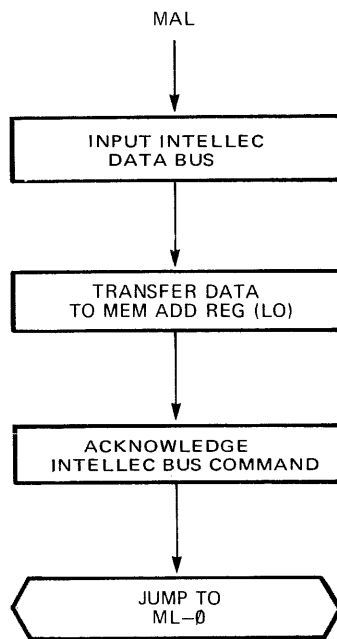 MAL
INPUT INTELLEC
DATA BUS
TRANSFER DATA
TO MEM ADD REG (LO)
ACKNOWLEDGE
INTELLEC BUS COMMAND
JUMP TO
ML-Ø